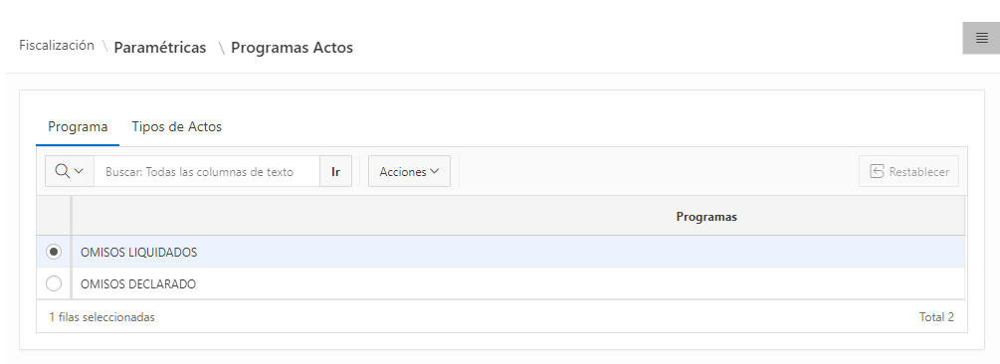 Fiscalización \ Paramétricas \ Programas Actos
Programa Tipos de Actos
Buscar: Todas las columnas de texto Ir Acciones Restablecer
Programas
OMISOS LIQUIDADOS
OMISOS DECLARADO
1 filas seleccionadas Total 2